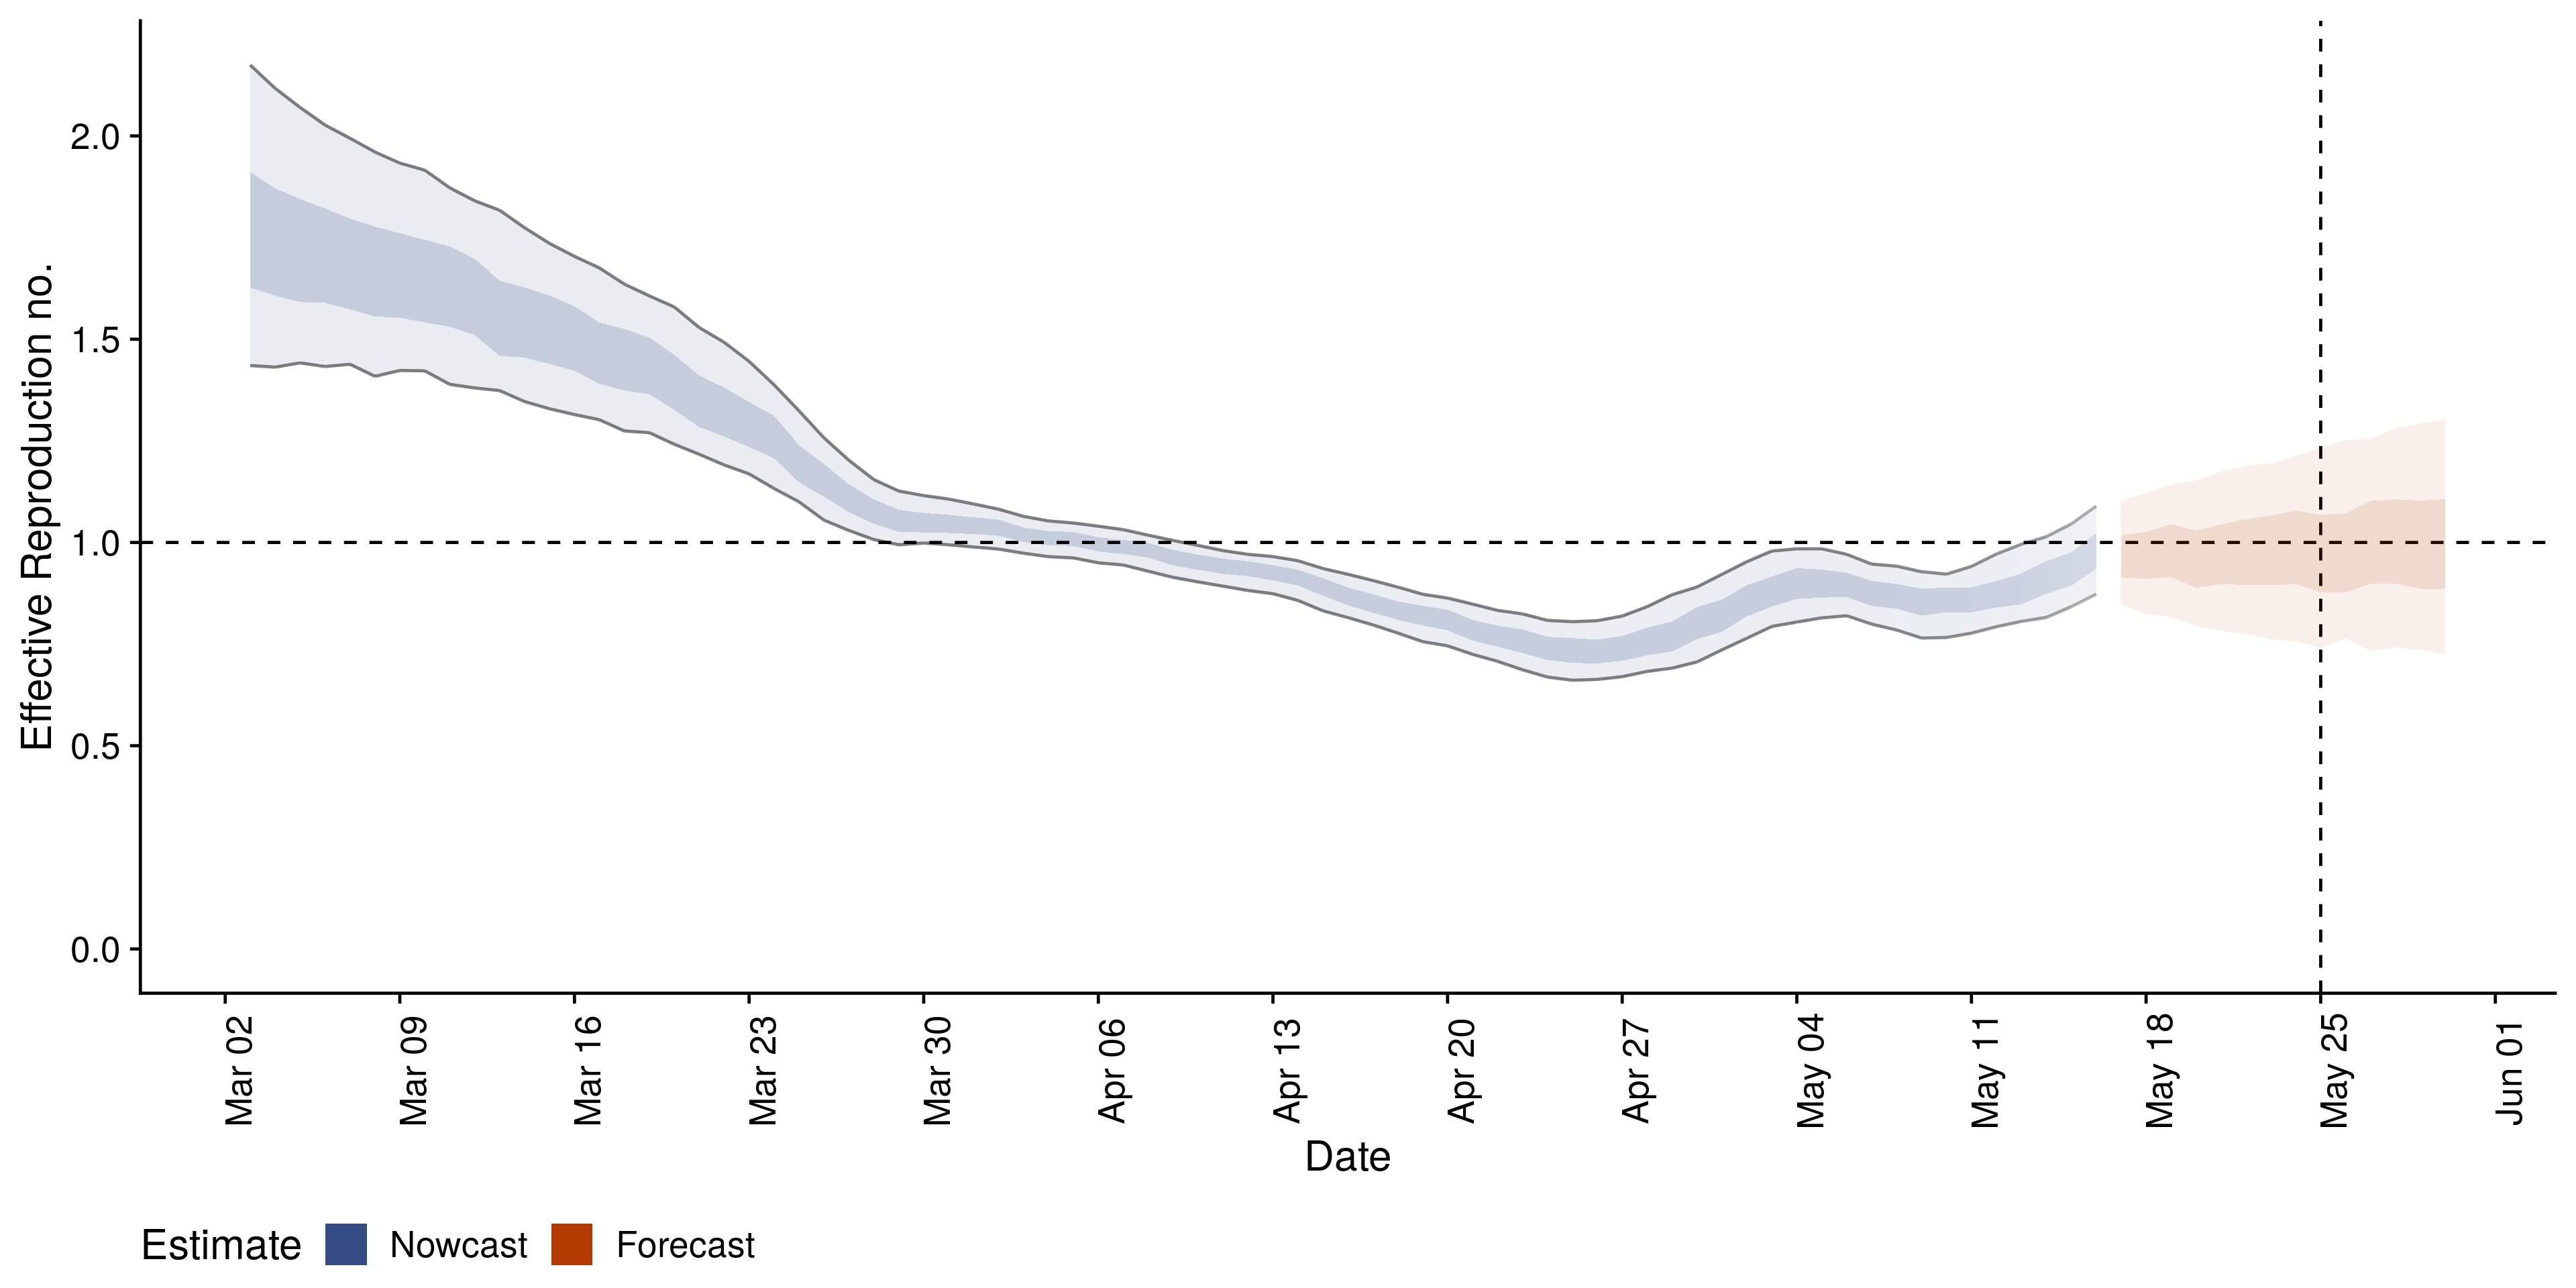 Effective Reproduction no.
2.0
1.5
1.0
0.5
0.0
Mar 02
Mar 09
Mar 16
Mar 23
Mar 30
Apr 06
Apr 13
Apr 20
Apr 27
May 04
May 11
May 18
May 25
Jun 01
Date
Estimate Nowcast Forecast